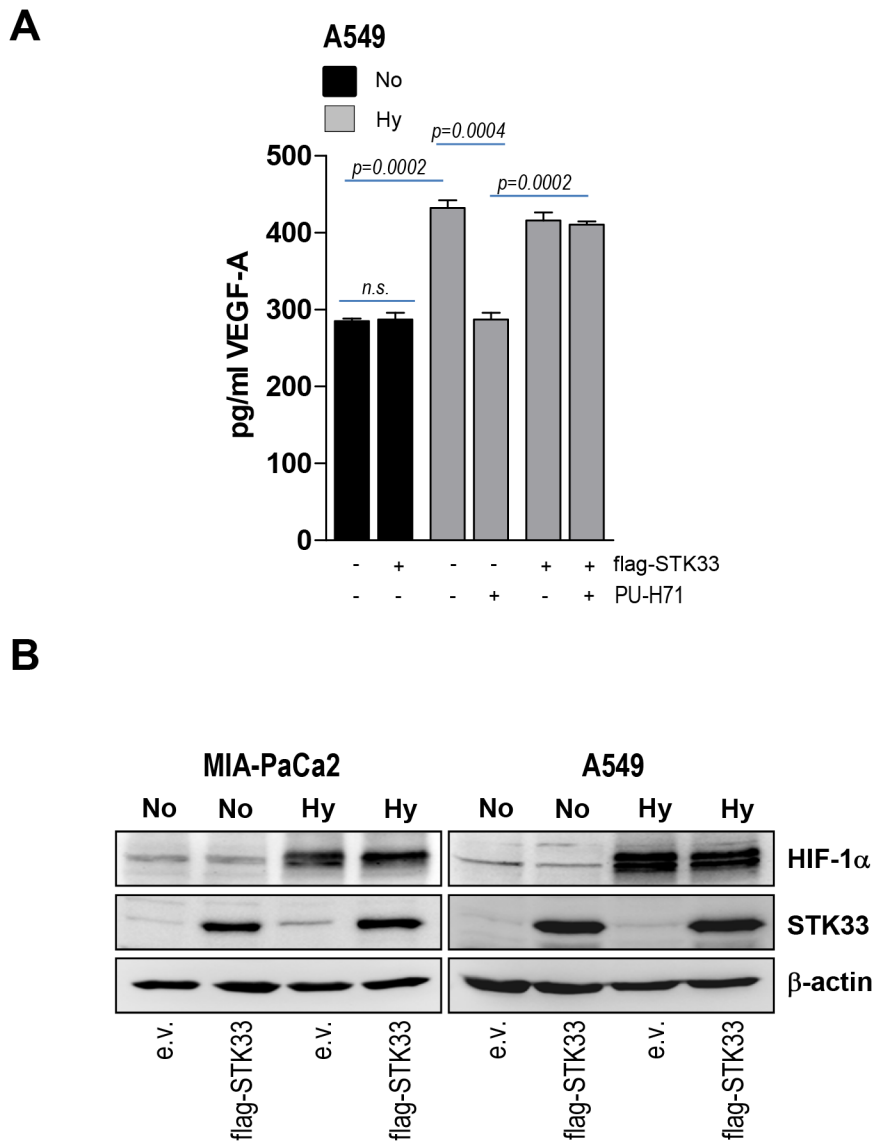 A
A549
No
Hy
p=0.0004
p=0.0002
p=0.0002
n.s.
500
400
300
200
100
0
pg/ml VEGF-A
- + - - + + flag-STK33
- - - + - + PU-H71
B
MIA-PaCa2 A549
No No Hy Hy No No Hy Hy
HIF-1α
STK33
β-actin
e.v. flag-STK33 e.v. flag-STK33 e.v. flag-STK33 e.v. flag-STK33